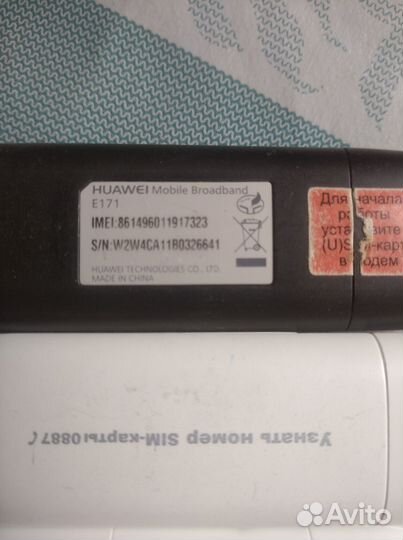 HUAWEI Mobile Broadband
E171
IMEI:861496011917323
S/N:W2W4CA11B0326641
HUAWEI TECHNOLOGIES CO., LTD.
MADE IN CHINA
Для начала
работы
установите
(U)SIM-карту
в модем
Узнать номер SIM-карты 0887
Avito